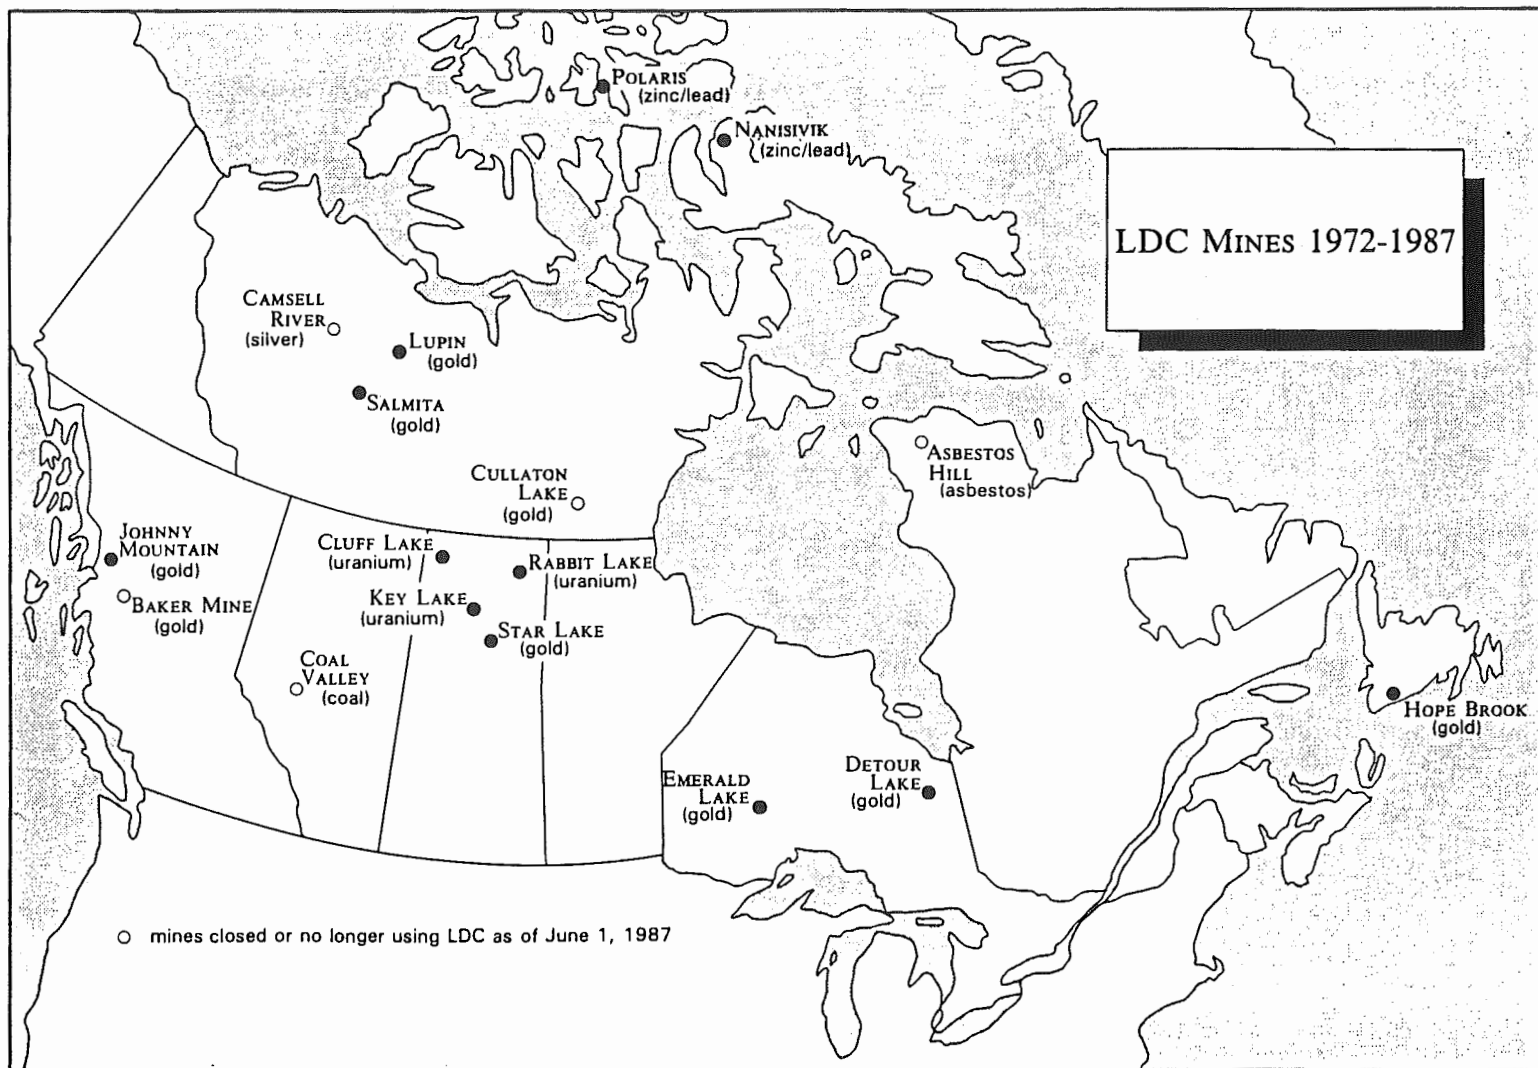 POLARIS
(zinc/lead)
NANISIVIK
(zinc/lead)
LDC MINES 1972-1987
CAMSELL
RIVER
(silver)
LUPIN
(gold)
SALMITA
(gold)
CULLATON
LAKE
(gold)
ASBESTOS
HILL
(asbestos)
JOHNNY
MOUNTAIN
(gold)
BAKER MINE
(gold)
CLUFF LAKE
(uranium)
RABBIT LAKE
(uranium)
KEY LAKE
(uranium)
STAR LAKE
(gold)
COAL
VALLEY
(coal)
HOPE BROOK
(gold)
EMERALD
LAKE
(gold)
DETOUR
LAKE
(gold)
mines closed or no longer using LDC as of June 1, 1987